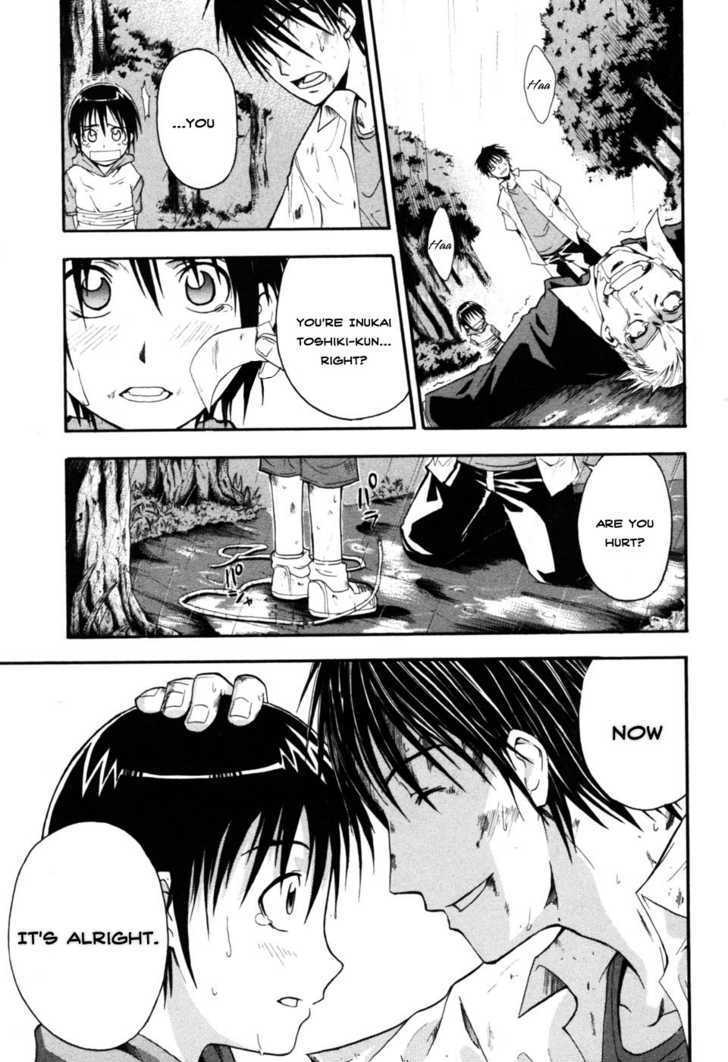 Haa
Haa
...YOU
YOU'RE INUKAI
TOSHIKI-KUN...
RIGHT?
ARE YOU
HURT?
NOW
IT'S ALRIGHT.